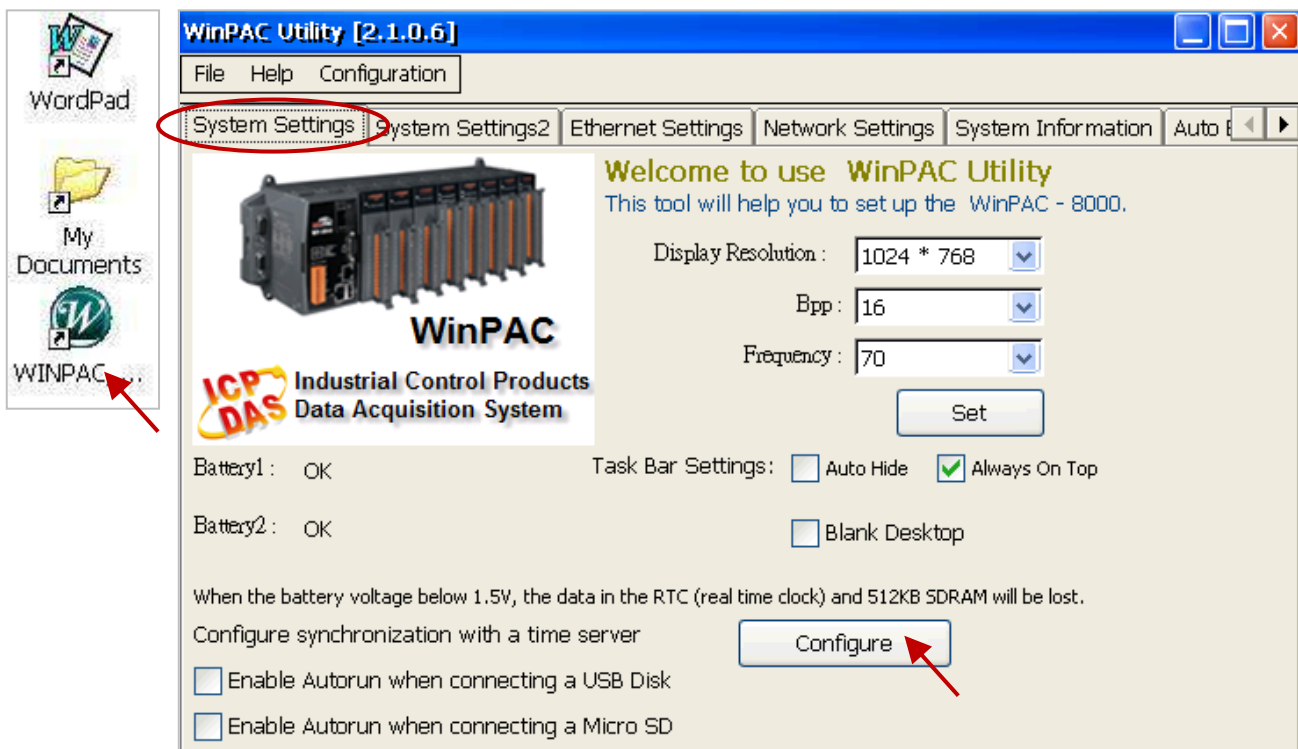 WordPad
My
Documents
WINPAC ...
WinPAC Utility [2.1.0.6]
File Help Configuration
System Settings System Settings2 Ethernet Settings Network Settings System Information Auto
Welcome to use WinPAC Utility
This tool will help you to set up the WinPAC - 8000.
Display Resolution : 1024 * 768
Bpp : 16
Frequency : 70
Set
WinPAC
ICP DAS
Industrial Control Products
Data Acquisition System
Battery1 : OK
Task Bar Settings: Auto Hide Always On Top
Battery2 : OK
Blank Desktop
When the battery voltage below 1.5V, the data in the RTC (real time clock) and 512KB SDRAM will be lost.
Configure synchronization with a time server Configure
Enable Autorun when connecting a USB Disk
Enable Autorun when connecting a Micro SD